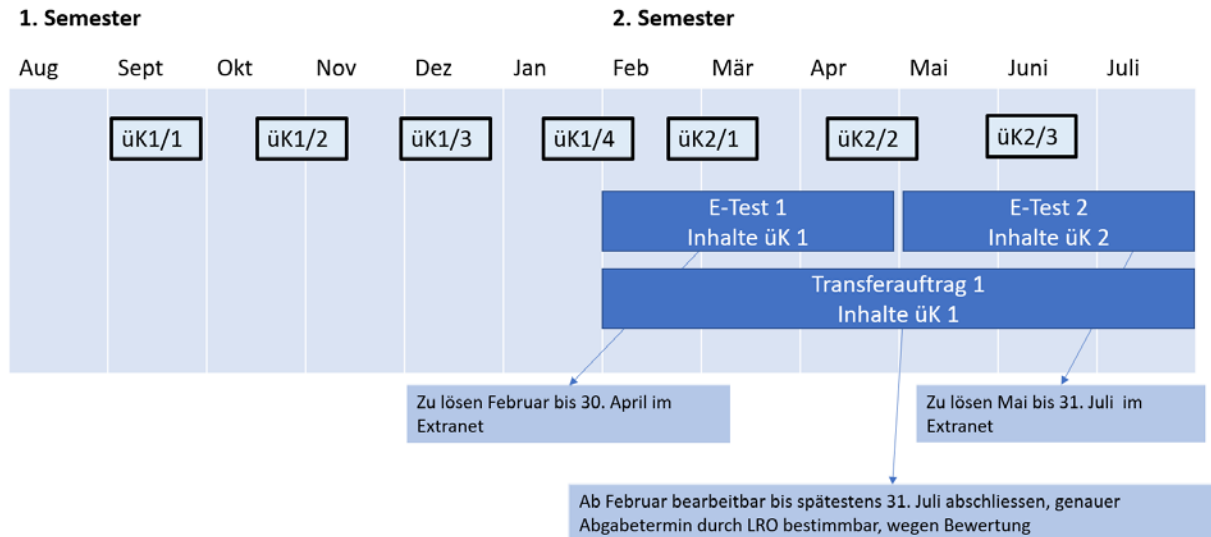 1. Semester 2. Semester
Aug Sept Okt Nov Dez Jan Feb Mär Apr Mai Juni Juli
üK1/1 üK1/2 üK1/3 üK1/4 üK2/1 üK2/2 üK2/3
E-Test 1
Inhalte üK 1
E-Test 2
Inhalte üK 2
Transferauftrag 1
Inhalte üK 1
Zu lösen Februar bis 30. April im
Extranet
Zu lösen Mai bis 31. Juli im
Extranet
Ab Februar bearbeitbar bis spätestens 31. Juli abschliessen, genauer
Abgabetermin durch LRO bestimmbar, wegen Bewertung